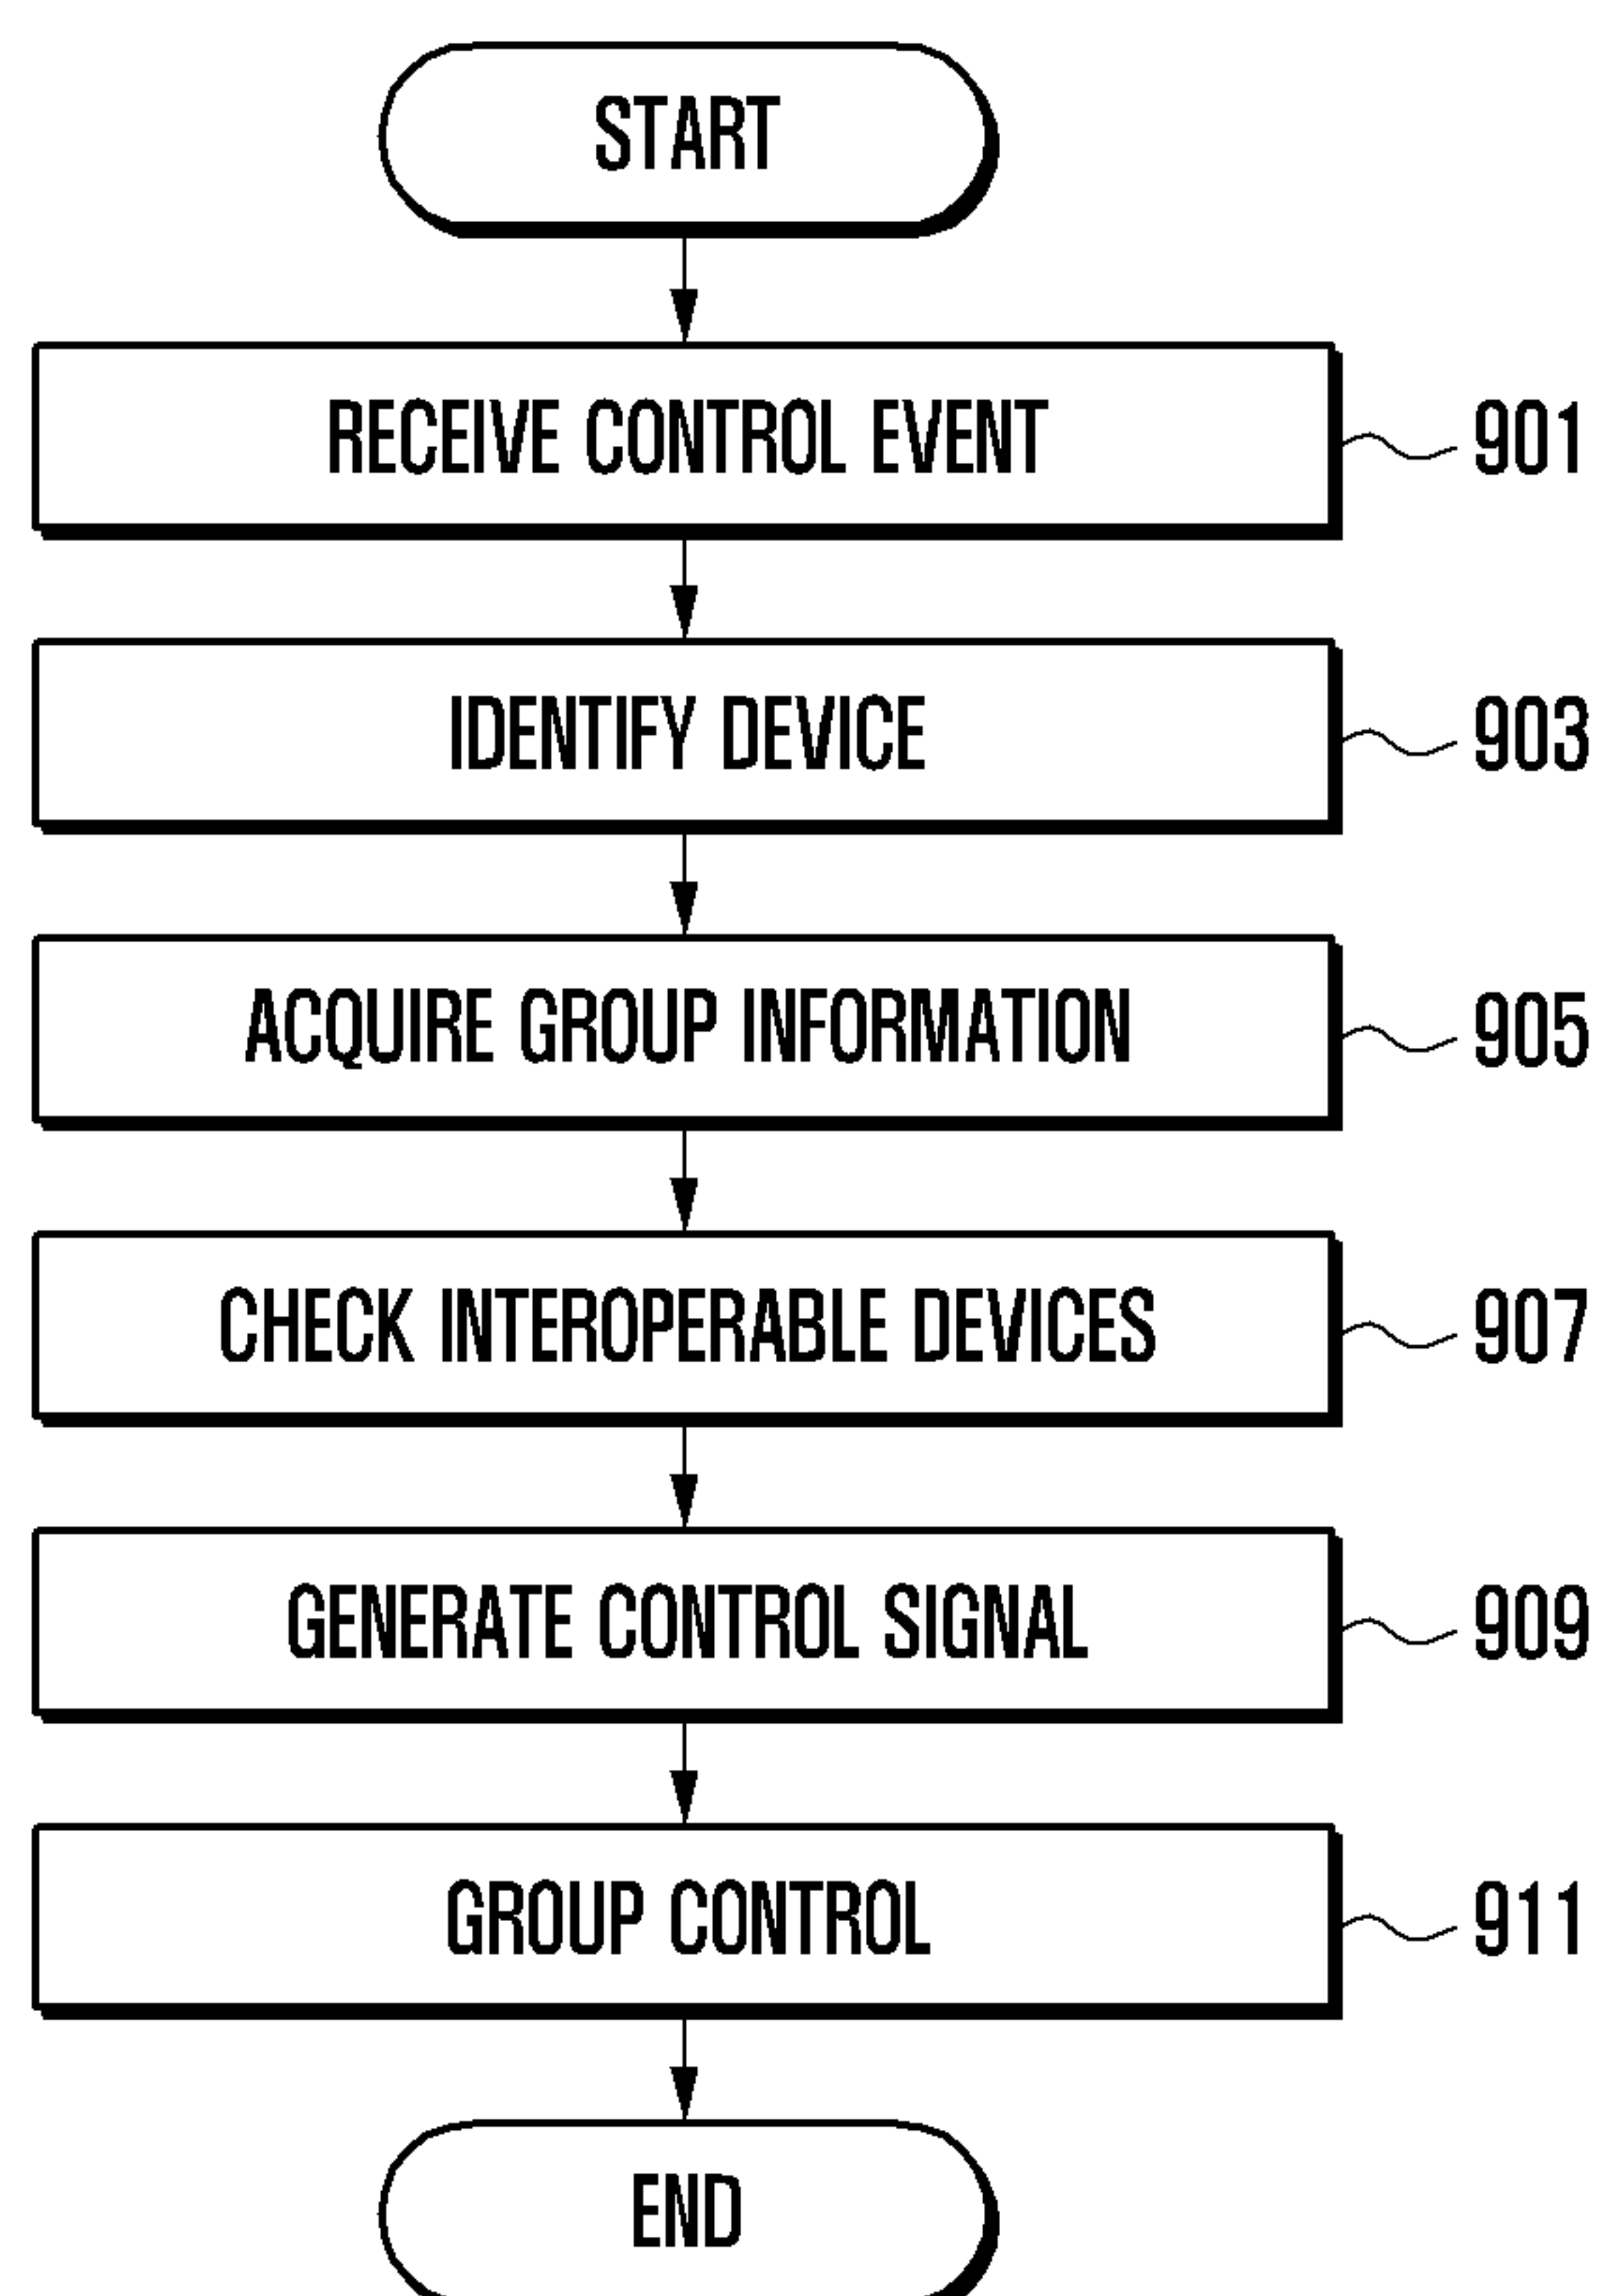 START
RECEIVE CONTROL EVENT 901
IDENTIFY DEVICE 903
ACQUIRE GROUP INFORMATION 905
CHECK INTEROPERABLE DEVICES 907
GENERATE CONTROL SIGNAL 909
GROUP CONTROL 911
END